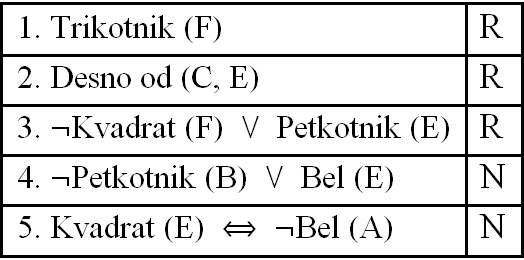 1. Trikotnik (F) R
2. Desno od (C, E) R
3. ¬Kvadrat (F) \/ Petkotnik (E) R
4. ¬Petkotnik (B) \/ Bel (E) N
5. Kvadrat (E) ⇔ ¬Bel (A) N